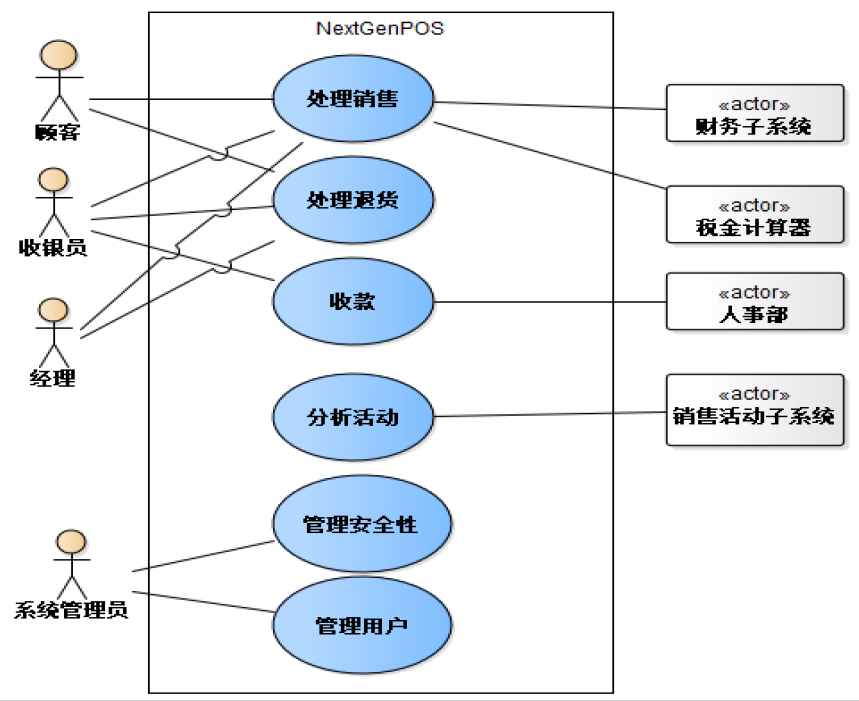 NextGenPOS
顾客
收银员
经理
系统管理员
处理销售
处理退货
收款
分析活动
管理安全性
管理用户
«actor»
财务子系统
«actor»
税金计算器
«actor»
人事部
«actor»
销售活动子系统